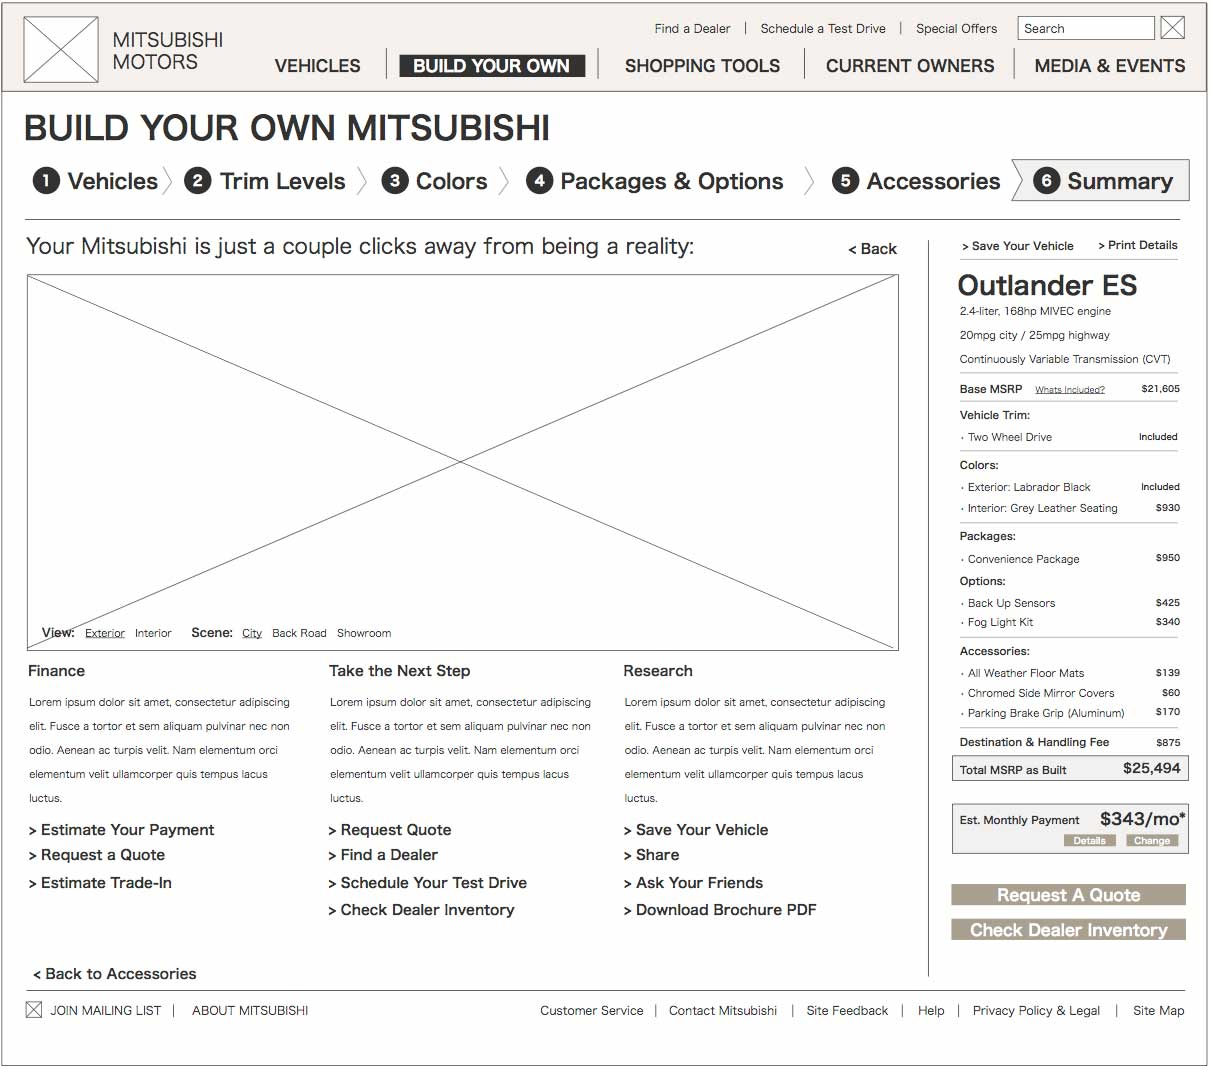 MITSUBISHI
MOTORS
Find a Dealer | Schedule a Test Drive | Special Offers
Search
VEHICLES
BUILD YOUR OWN
SHOPPING TOOLS
CURRENT OWNERS
MEDIA & EVENTS
BUILD YOUR OWN MITSUBISHI
1 Vehicles
2 Trim Levels
3 Colors
4 Packages & Options
5 Accessories
6 Summary
Your Mitsubishi is just a couple clicks away from being a reality:
< Back
View: Exterior Interior Scene: City Back Road Showroom
Finance
Lorem ipsum dolor sit amet, consectetur adipiscing
elit. Fusce a tortor et sem aliquam pulvinar nec non
odio. Aenean ac turpis velit. Nam elementum orci
elementum velit ullamcorper quis tempus lacus
luctus.
> Estimate Your Payment
> Request a Quote
> Estimate Trade-In
Take the Next Step
Lorem ipsum dolor sit amet, consectetur adipiscing
elit. Fusce a tortor et sem aliquam pulvinar nec non
odio. Aenean ac turpis velit. Nam elementum orci
elementum velit ullamcorper quis tempus lacus
luctus.
> Request Quote
> Find a Dealer
> Schedule Your Test Drive
> Check Dealer Inventory
Research
Lorem ipsum dolor sit amet, consectetur adipiscing
elit. Fusce a tortor et sem aliquam pulvinar nec non
odio. Aenean ac turpis velit. Nam elementum orci
elementum velit ullamcorper quis tempus lacus
luctus.
> Save Your Vehicle
> Share
> Ask Your Friends
> Download Brochure PDF
< Back to Accessories
> Save Your Vehicle > Print Details
Outlander ES
2.4-liter, 168hp MIVEC engine
20mpg city / 25mpg highway
Continuously Variable Transmission (CVT)
Base MSRP Whats Included? $21,605
Vehicle Trim:
· Two Wheel Drive Included
Colors:
· Exterior: Labrador Black Included
· Interior: Grey Leather Seating $930
Packages:
· Convenience Package $950
Options:
· Back Up Sensors $425
· Fog Light Kit $340
Accessories:
· All Weather Floor Mats $139
· Chromed Side Mirror Covers $60
· Parking Brake Grip (Aluminum) $170
Destination & Handling Fee $875
Total MSRP as Built $25,494
Est. Monthly Payment $343/mo*
Details Change
Request A Quote
Check Dealer Inventory
JOIN MAILING LIST | ABOUT MITSUBISHI
Customer Service | Contact Mitsubishi | Site Feedback | Help | Privacy Policy & Legal | Site Map